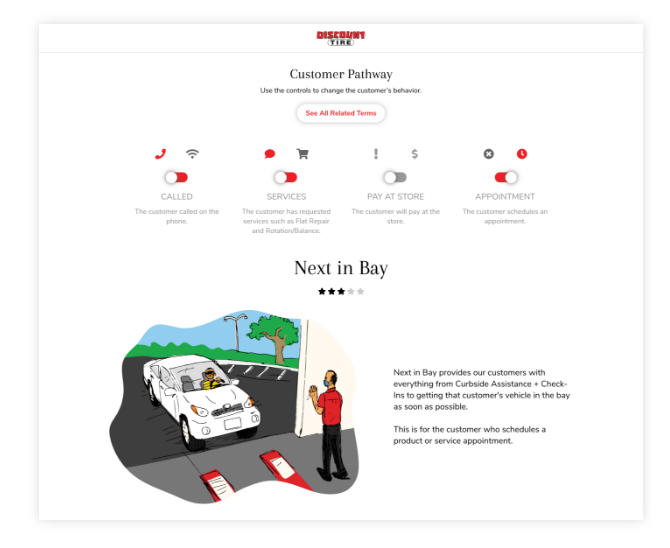 DISCOUNT
TIRE
Customer Pathway
Use the controls to change the customer's behavior.
See All Related Terms
CALLED
The customer called on the
phone.
SERVICES
The customer has requested
services such as Flat Repair
and Rotation/Balance.
PAY AT STORE
The customer will pay at the
store.
APPOINTMENT
The customer schedules an
appointment.
Next in Bay
Next in Bay provides our customers with
everything from Curbside Assistance + Check-
Ins to getting that customer's vehicle in the bay
as soon as possible.
This is for the customer who schedules a
product or service appointment.